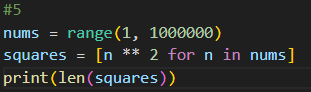 #5
nums = range(1, 1000000)
squares = [n ** 2 for n in nums]
print(len(squares))